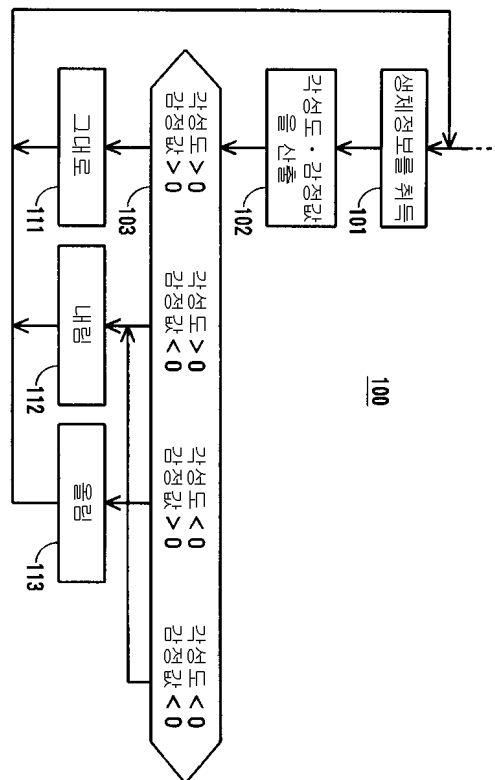 100
생체정보를 취득
101
각성도 · 감정값
을 산출
102
각성도 > 0
감정값 > 0
각성도 > 0
감정값 < 0
각성도 < 0
감정값 > 0
각성도 < 0
감정값 < 0
103
그대로
111
내림
112
올림
113